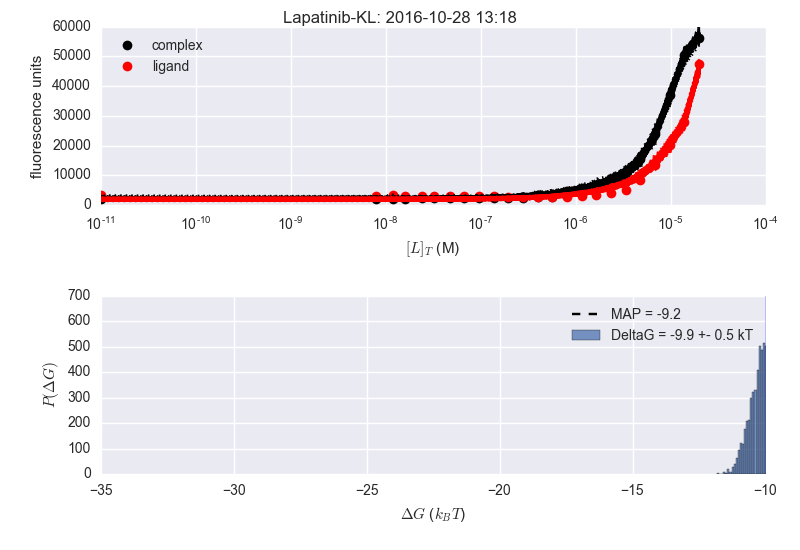 Lapatinib-KL: 2016-10-28 13:18
60000
50000
40000
30000
20000
10000
0
fluorescence units
complex
ligand
10^-11 10^-10 10^-9 10^-8 10^-7 10^-6 10^-5 10^-4
[L]_T (M)
700
600
500
400
300
200
100
0
P(ΔG)
MAP = -9.2
DeltaG = -9.9 +- 0.5 kT
−35 −30 −25 −20 −15 −10
ΔG (k_BT)